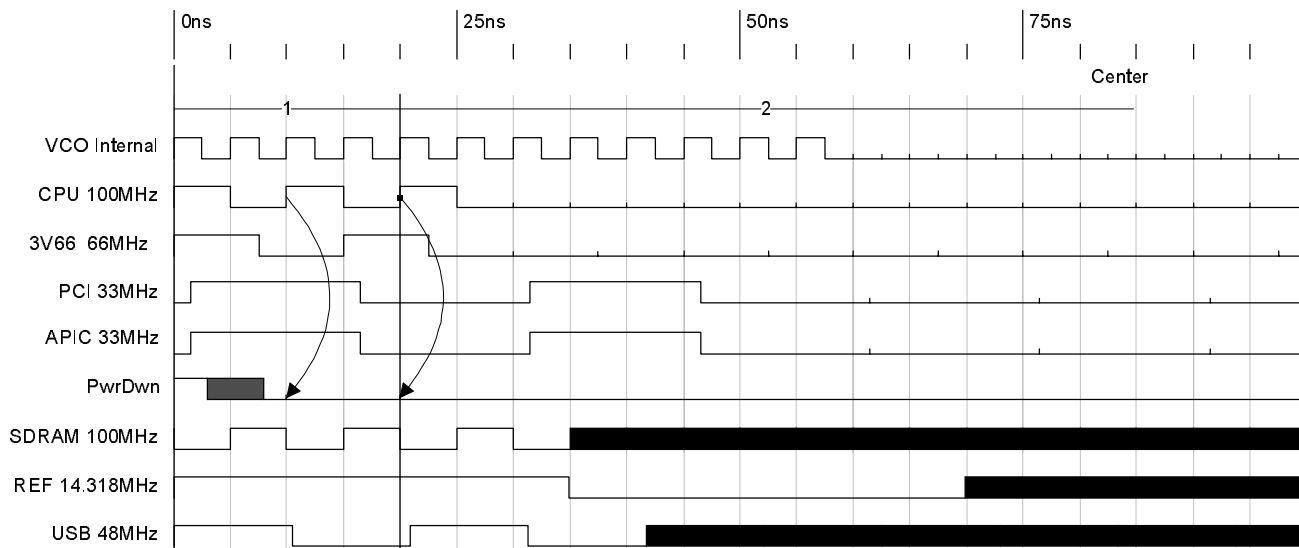 0ns 25ns 50ns 75ns
Center
1 2
VCO Internal
CPU 100MHz
3V66 66MHz
PCI 33MHz
APIC 33MHz
PwrDwn
SDRAM 100MHz
REF 14.318MHz
USB 48MHz